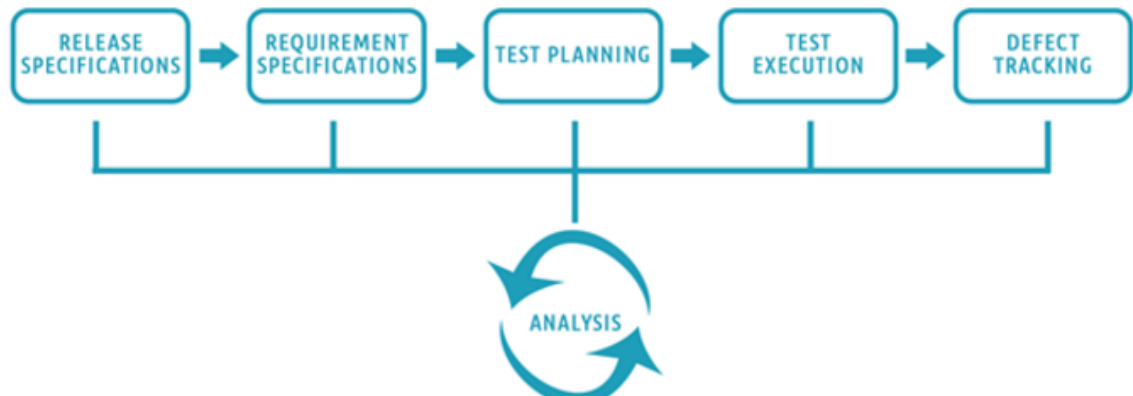 RELEASE
SPECIFICATIONS
REQUIREMENT
SPECIFICATIONS
TEST PLANNING
TEST
EXECUTION
DEFECT
TRACKING
ANALYSIS